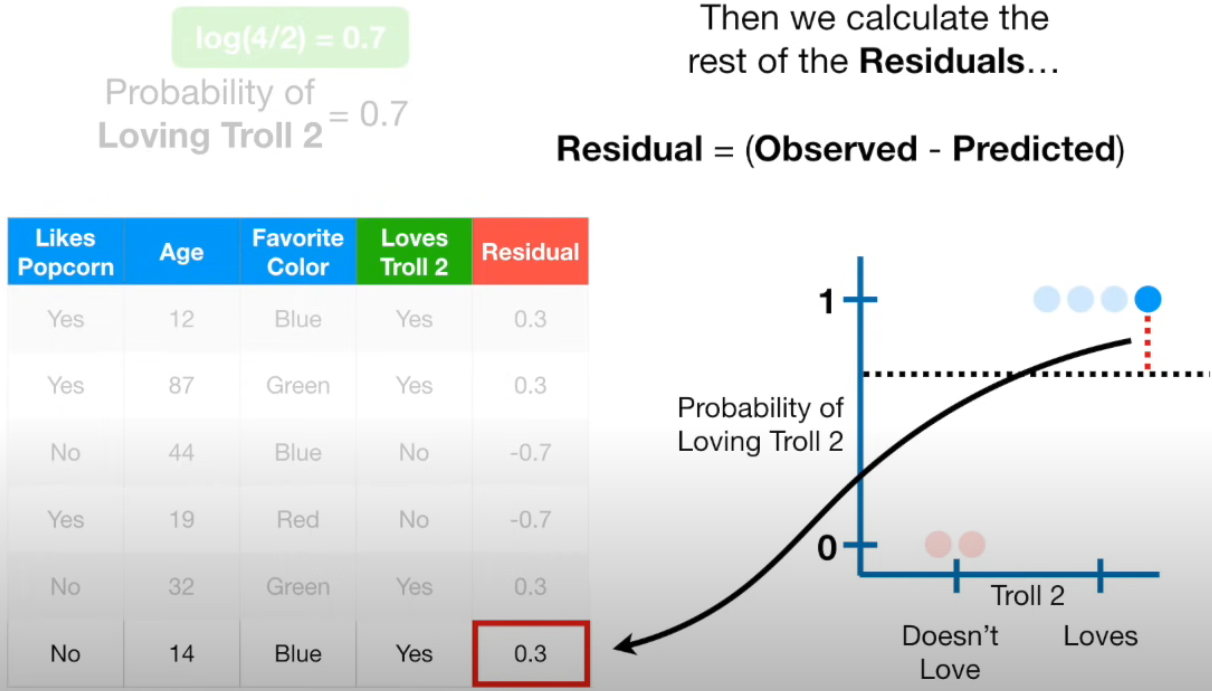 log(4/2) = 0.7
Probability of
Loving Troll 2
= 0.7
Then we calculate the
rest of the Residuals…
Residual = (Observed - Predicted)
Likes Popcorn Age Favorite Color Loves Troll 2 Residual
Yes 12 Blue Yes 0.3
Yes 87 Green Yes 0.3
No 44 Blue No -0.7
Yes 19 Red No -0.7
No 32 Green Yes 0.3
No 14 Blue Yes 0.3
1
Probability of
Loving Troll 2
0
Troll 2
Doesn’t
Love
Loves